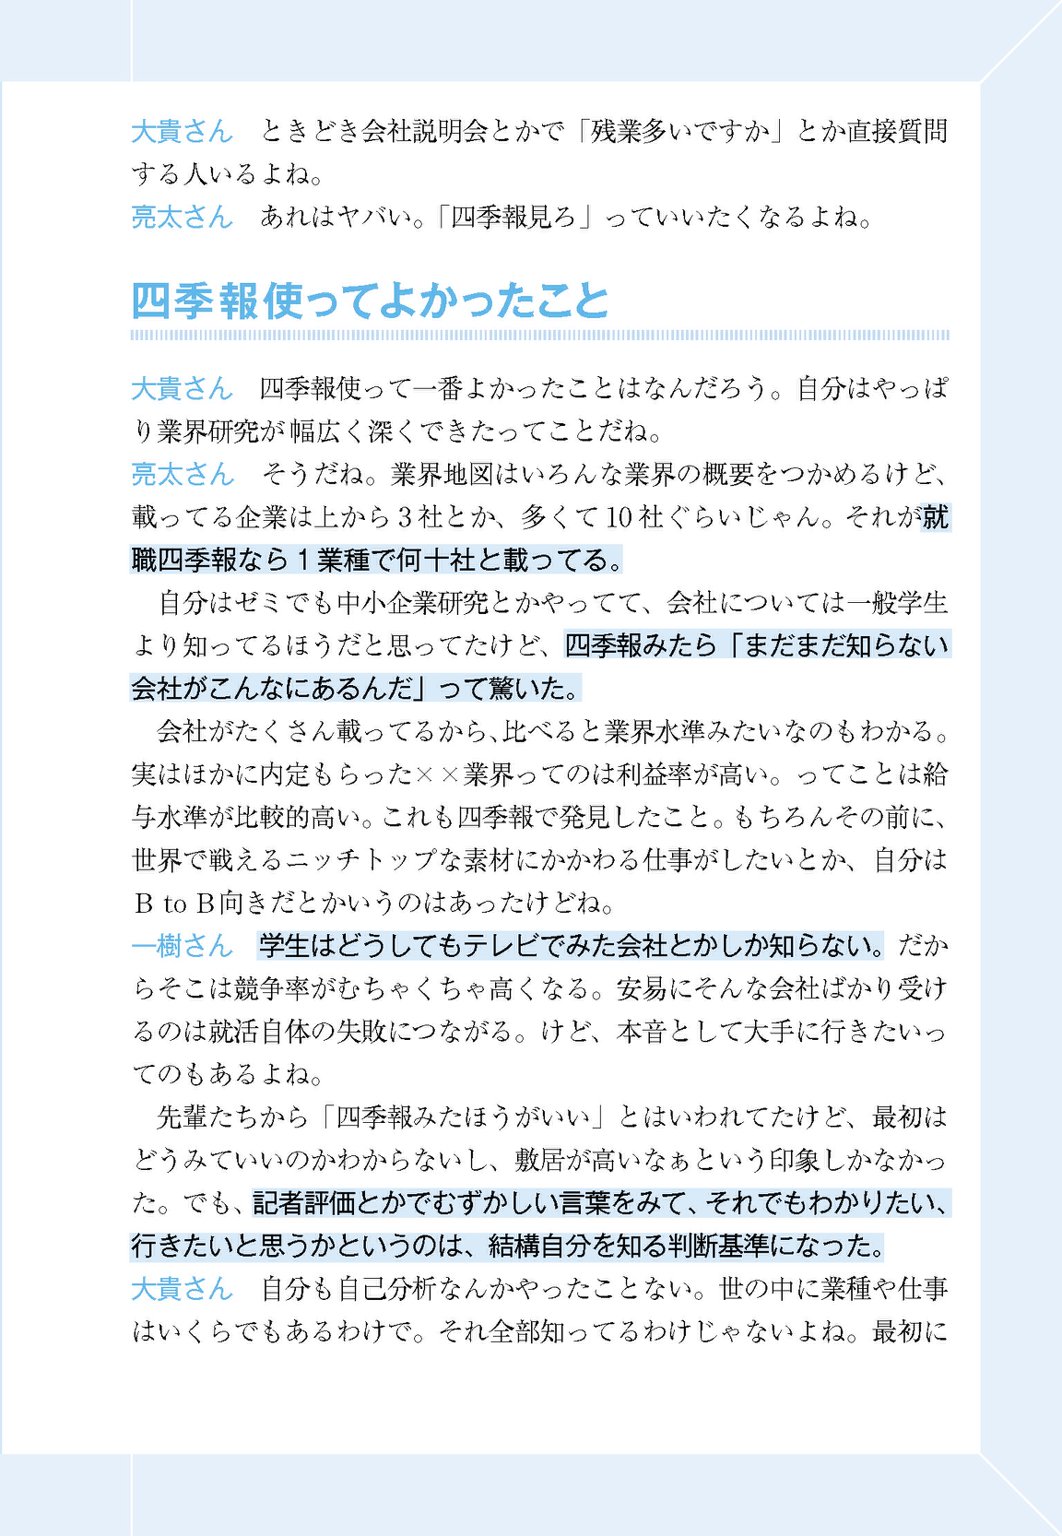 大貴さん　ときどき会社説明会とかで「残業多いですか」とか直接質問
する人いるよね。
亮太さん　あれはヤバい。「四季報見ろ」っていいたくなるよね。
四季報使ってよかったこと
大貴さん　四季報使って一番よかったことはなんだろう。自分はやっぱ
り業界研究が幅広く深くできたってことだね。
亮太さん　そうだね。業界地図はいろんな業界の概要をつかめるけど、
載ってる企業は上から3社とか、多くて10社ぐらいじゃん。それが就
職四季報なら1業種で何十社と載ってる。
　自分はゼミでも中小企業研究とかやってて、会社については一般学生
より知ってるほうだと思ってたけど、四季報みたら「まだまだ知らない
会社がこんなにあるんだ」って驚いた。
　会社がたくさん載ってるから、比べると業界水準みたいなのもわかる。
実はほかに内定もらった××業界ってのは利益率が高い。ってことは給
与水準が比較的高い。これも四季報で発見したこと。もちろんその前に、
世界で戦えるニッチトップな素材にかかわる仕事がしたいとか、自分は
B to B向きだとかいうのはあったけどね。
一樹さん　学生はどうしてもテレビでみた会社とかしか知らない。だか
らそこは競争率がむちゃくちゃ高くなる。安易にそんな会社ばかり受け
るのは就活自体の失敗につながる。けど、本音として大手に行きたいっ
てのもあるよね。
　先輩たちから「四季報みたほうがいい」とはいわれてたけど、最初は
どうみていいのかわからないし、敷居が高いなぁという印象しかなかっ
た。でも、記者評価とかでむずかしい言葉をみて、それでもわかりたい、
行きたいと思うかというのは、結構自分を知る判断基準になった。
大貴さん　自分も自己分析なんかやったことない。世の中に業種や仕事
はいくらでもあるわけで。それ全部知ってるわけじゃないよね。最初に